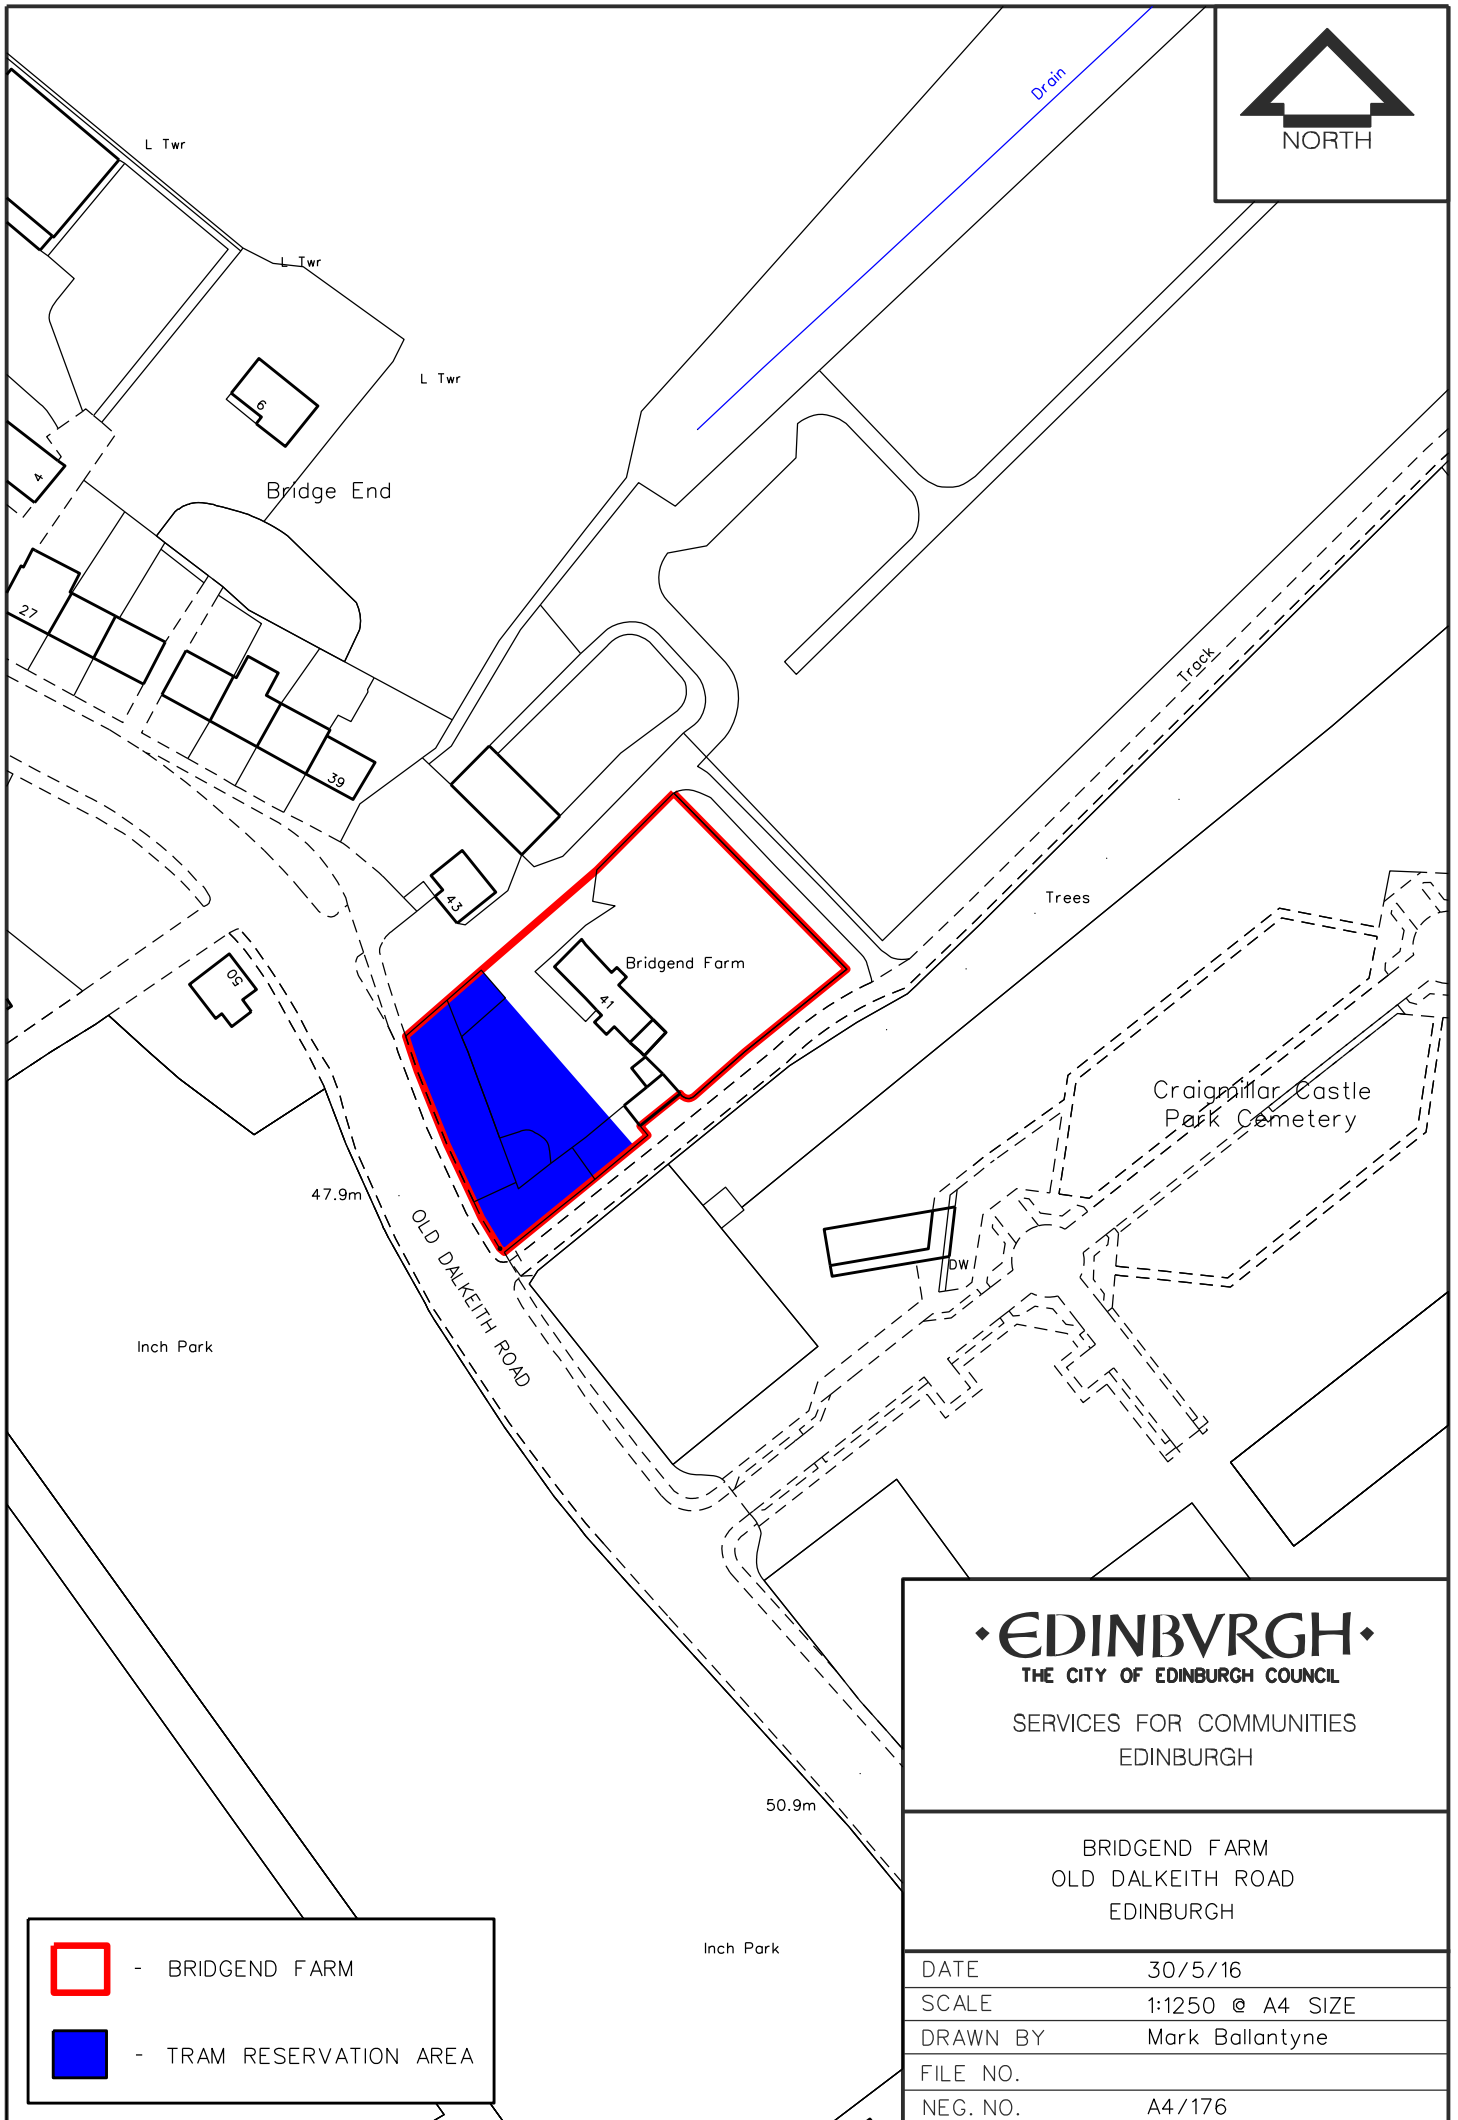 NORTH
Drain
L Twr
L Twr
L Twr
6
4
Bridge End
27
39
Track
Trees
43
50
Bridgend Farm
41
Craigmillar Castle
Park Cemetery
47.9m
OLD DALKEITH ROAD
DW
Inch Park
50.9m
Inch Park
EDINBVRGH
THE CITY OF EDINBURGH COUNCIL
SERVICES FOR COMMUNITIES
EDINBURGH
BRIDGEND FARM
OLD DALKEITH ROAD
EDINBURGH
DATE 30/5/16
SCALE 1:1250 @ A4 SIZE
DRAWN BY Mark Ballantyne
FILE NO.
NEG. NO. A4/176
- BRIDGEND FARM
- TRAM RESERVATION AREA